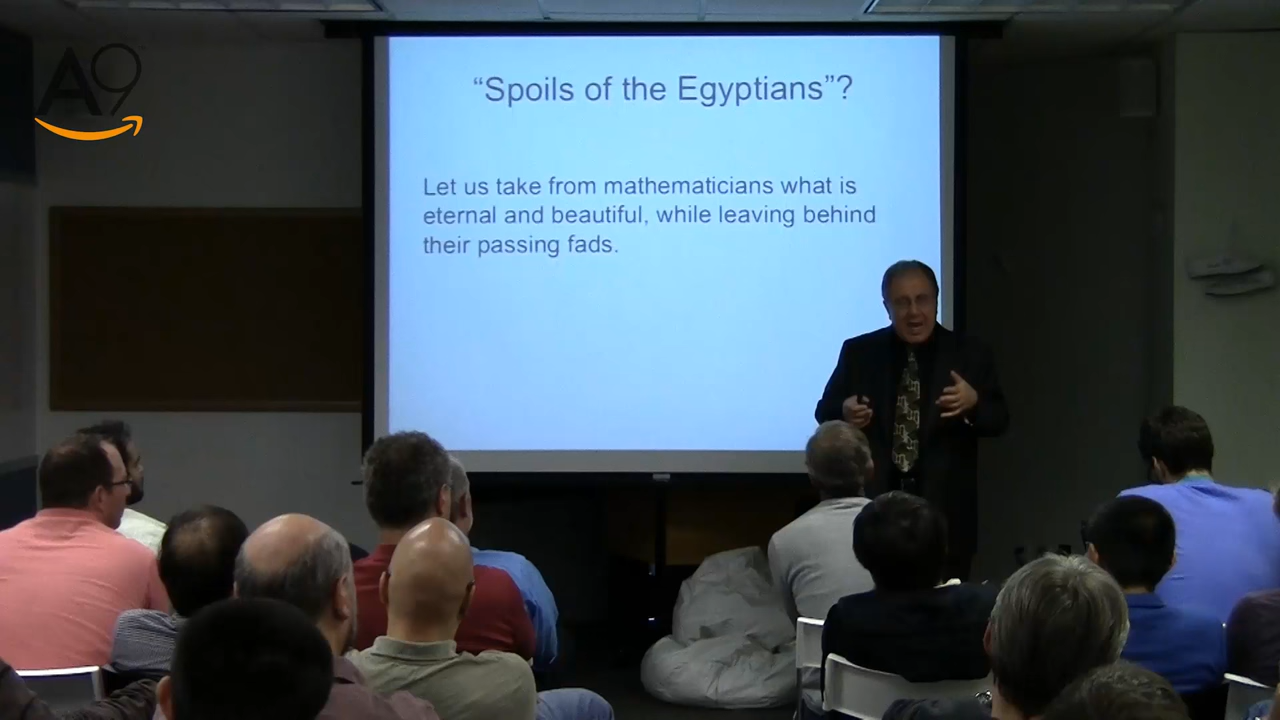 A9
“Spoils of the Egyptians”?
Let us take from mathematicians what is
eternal and beautiful, while leaving behind
their passing fads.